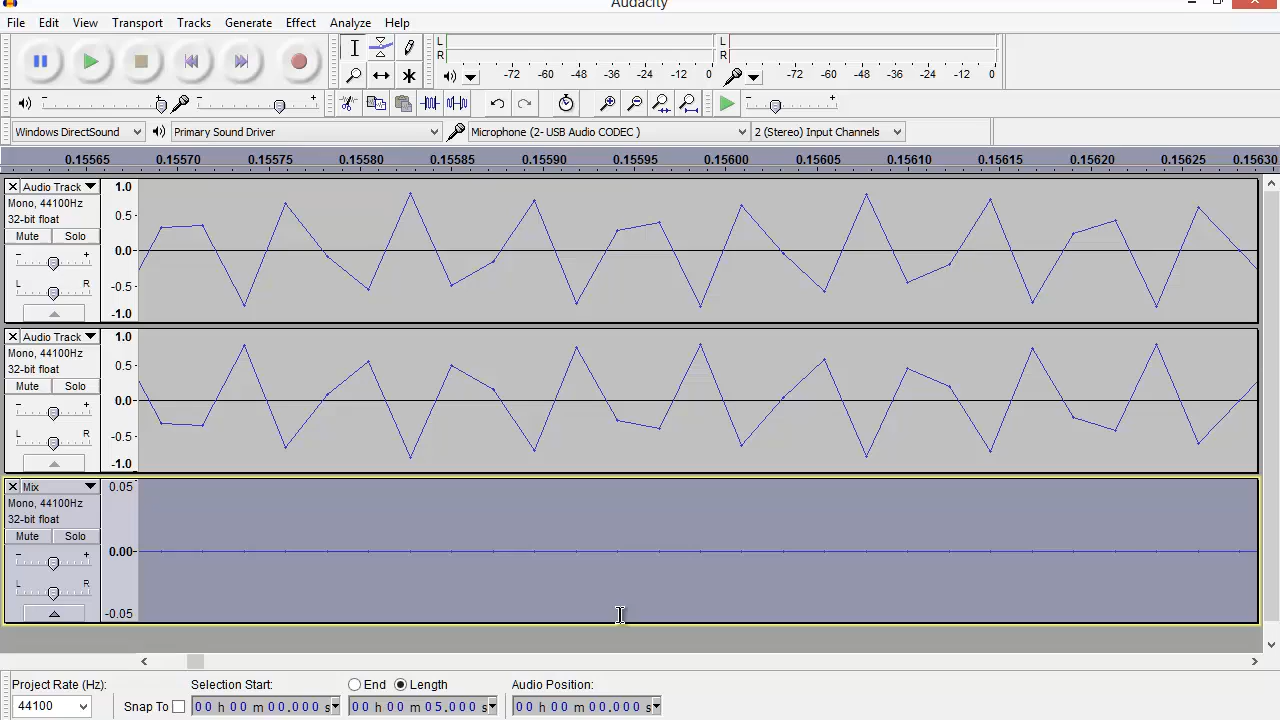 Audacity
File Edit View Transport Tracks Generate Effect Analyze Help
L
R
-72 -60 -48 -36 -24 -12 0
L
R
-72 -60 -48 -36 -24 -12 0
- +
- +
- +
Windows DirectSound Primary Sound Driver Microphone (2- USB Audio CODEC ) 2 (Stereo) Input Channels
0.15565 0.15570 0.15575 0.15580 0.15585 0.15590 0.15595 0.15600 0.15605 0.15610 0.15615 0.15620 0.15625 0.15630
X Audio Track
Mono, 44100Hz
32-bit float
Mute Solo
- +
L R
1.0
0.5
0.0
-0.5
-1.0
X Audio Track
Mono, 44100Hz
32-bit float
Mute Solo
- +
L R
1.0
0.5
0.0
-0.5
-1.0
X Mix
Mono, 44100Hz
32-bit float
Mute Solo
- +
L R
0.05
0.00
-0.05
Project Rate (Hz): Selection Start: End Length Audio Position:
44100 Snap To 00 h 00 m 00.000 s 00 h 00 m 05.000 s 00 h 00 m 00.000 s